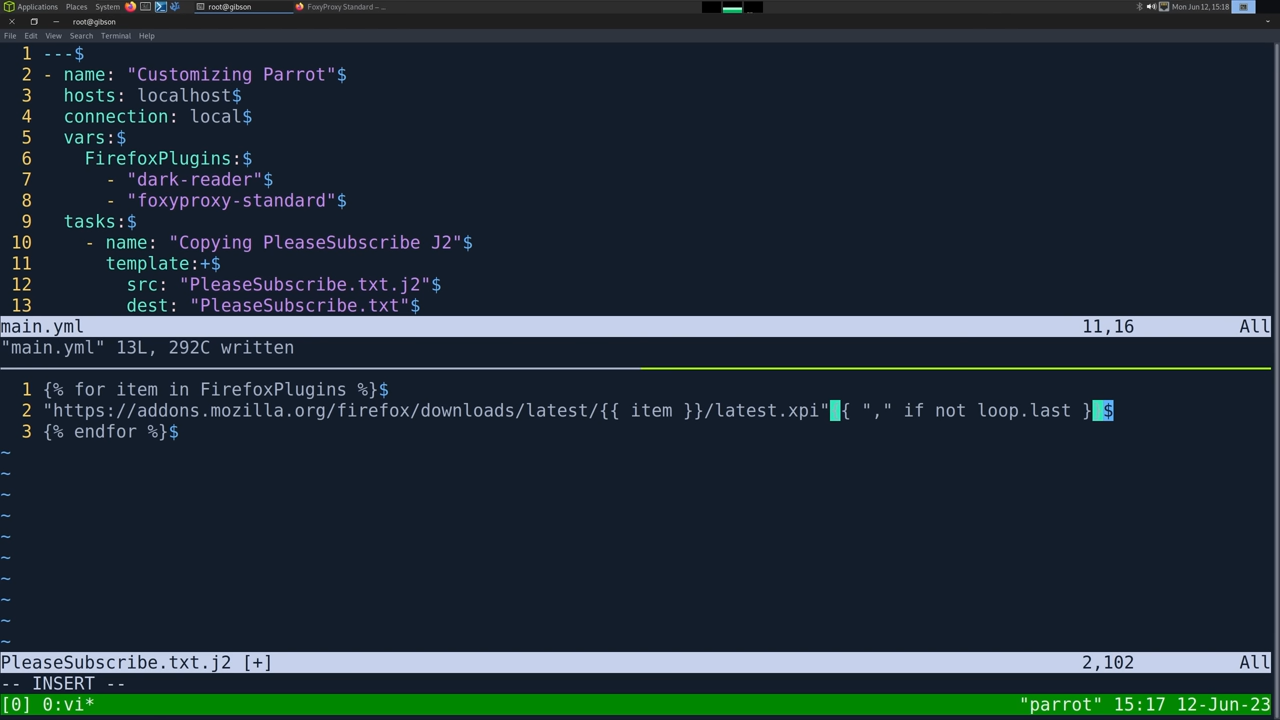 Applications Places System root@gibson FoxyProxy Standard – ... Mon Jun 12, 15:18
root@gibson
File Edit View Search Terminal Help
1 ---$
2 - name: "Customizing Parrot"$
3 hosts: localhost$
4 connection: local$
5 vars:$
6 FirefoxPlugins:$
7 - "dark-reader"$
8 - "foxyproxy-standard"$
9 tasks:$
10 - name: "Copying PleaseSubscribe J2"$
11 template:+$
12 src: "PleaseSubscribe.txt.j2"$
13 dest: "PleaseSubscribe.txt"$
main.yml 11,16 All
"main.yml" 13L, 292C written
1 {% for item in FirefoxPlugins %}$
2 "https://addons.mozilla.org/firefox/downloads/latest/{{ item }}/latest.xpi"{{ "," if not loop.last }}$
3 {% endfor %}$
~
~
~
~
~
~
~
~
~
~
PleaseSubscribe.txt.j2 [+] 2,102 All
-- INSERT --
[0] 0:vi* "parrot" 15:17 12-Jun-23